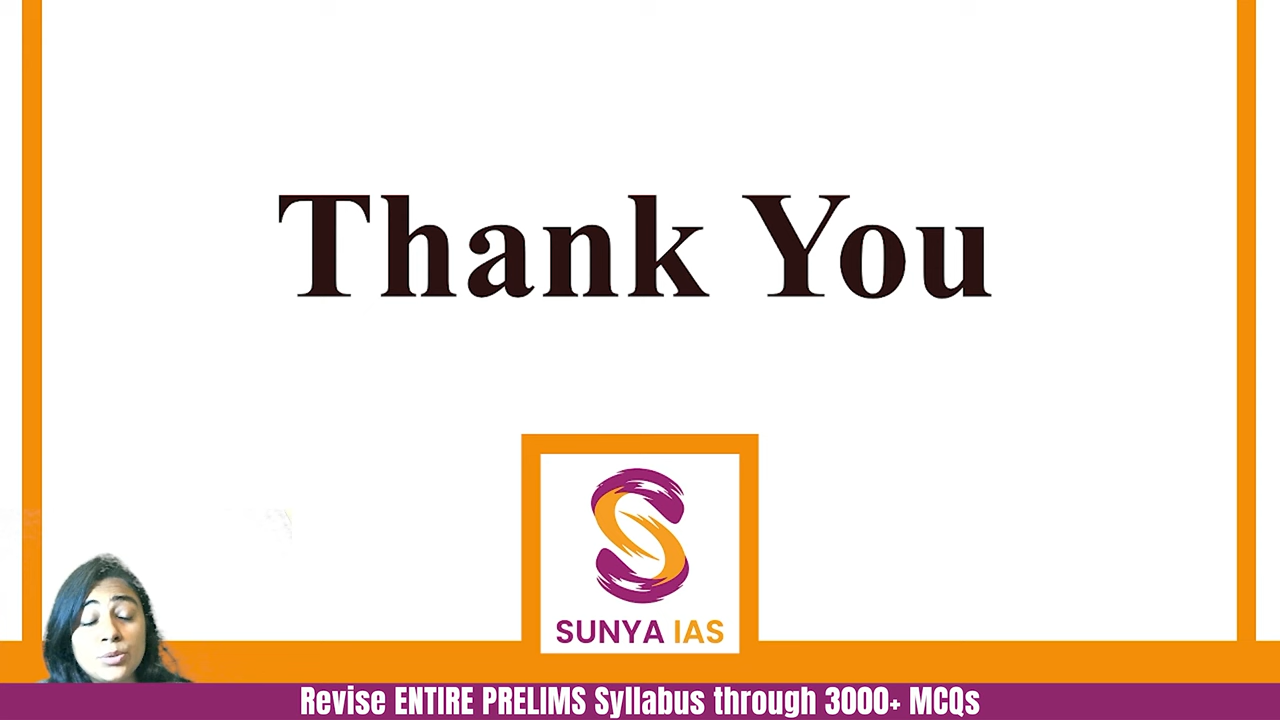 Thank You
SUNYA IAS
Revise ENTIRE PRELIMS Syllabus through 3000+ MCQs